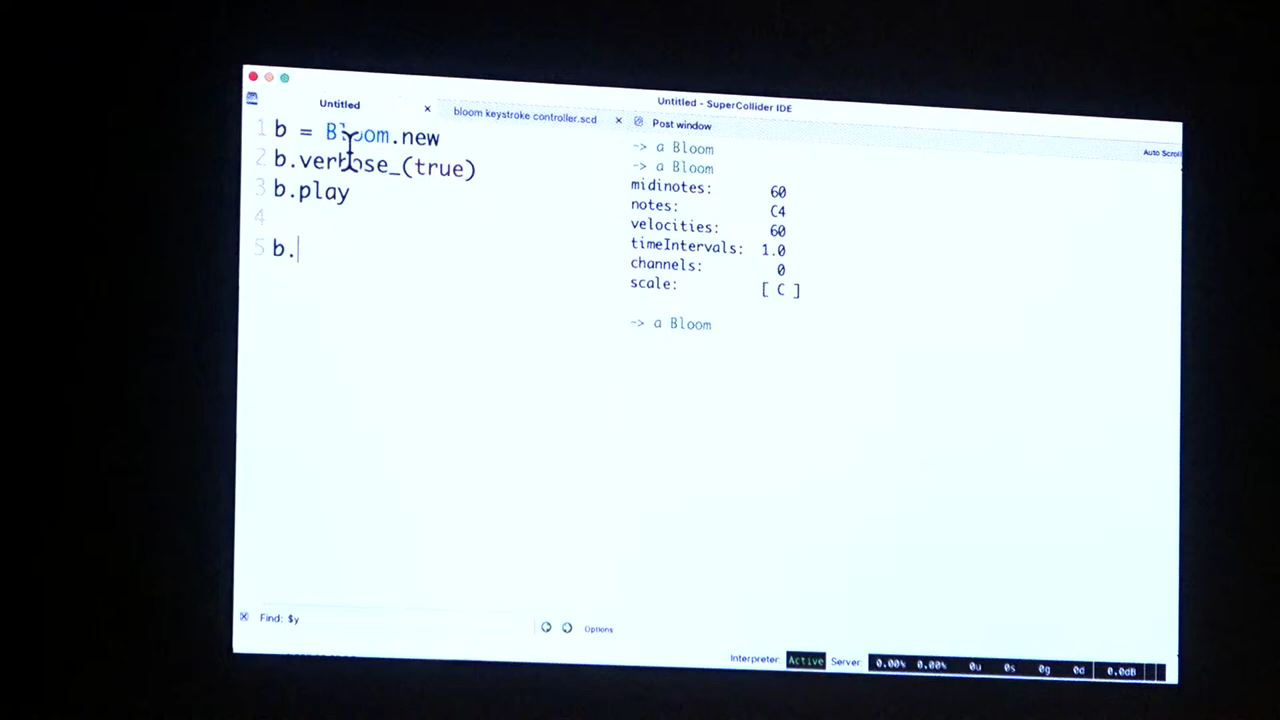 Untitled - SuperCollider IDE
Untitled
bloom keystroke controller.scd
1 b = Bloom.new
2 b.verbose_(true)
3 b.play
4
5 b.
Post window
Auto Scroll
-> a Bloom
-> a Bloom
midinotes: 60
notes: C4
velocities: 60
timeIntervals: 1.0
channels: 0
scale: [ C ]
-> a Bloom
Find: $y
Options
Interpreter: Active Server: 0.00% 0.00% 0u 0s 0g 0d 0.0dB